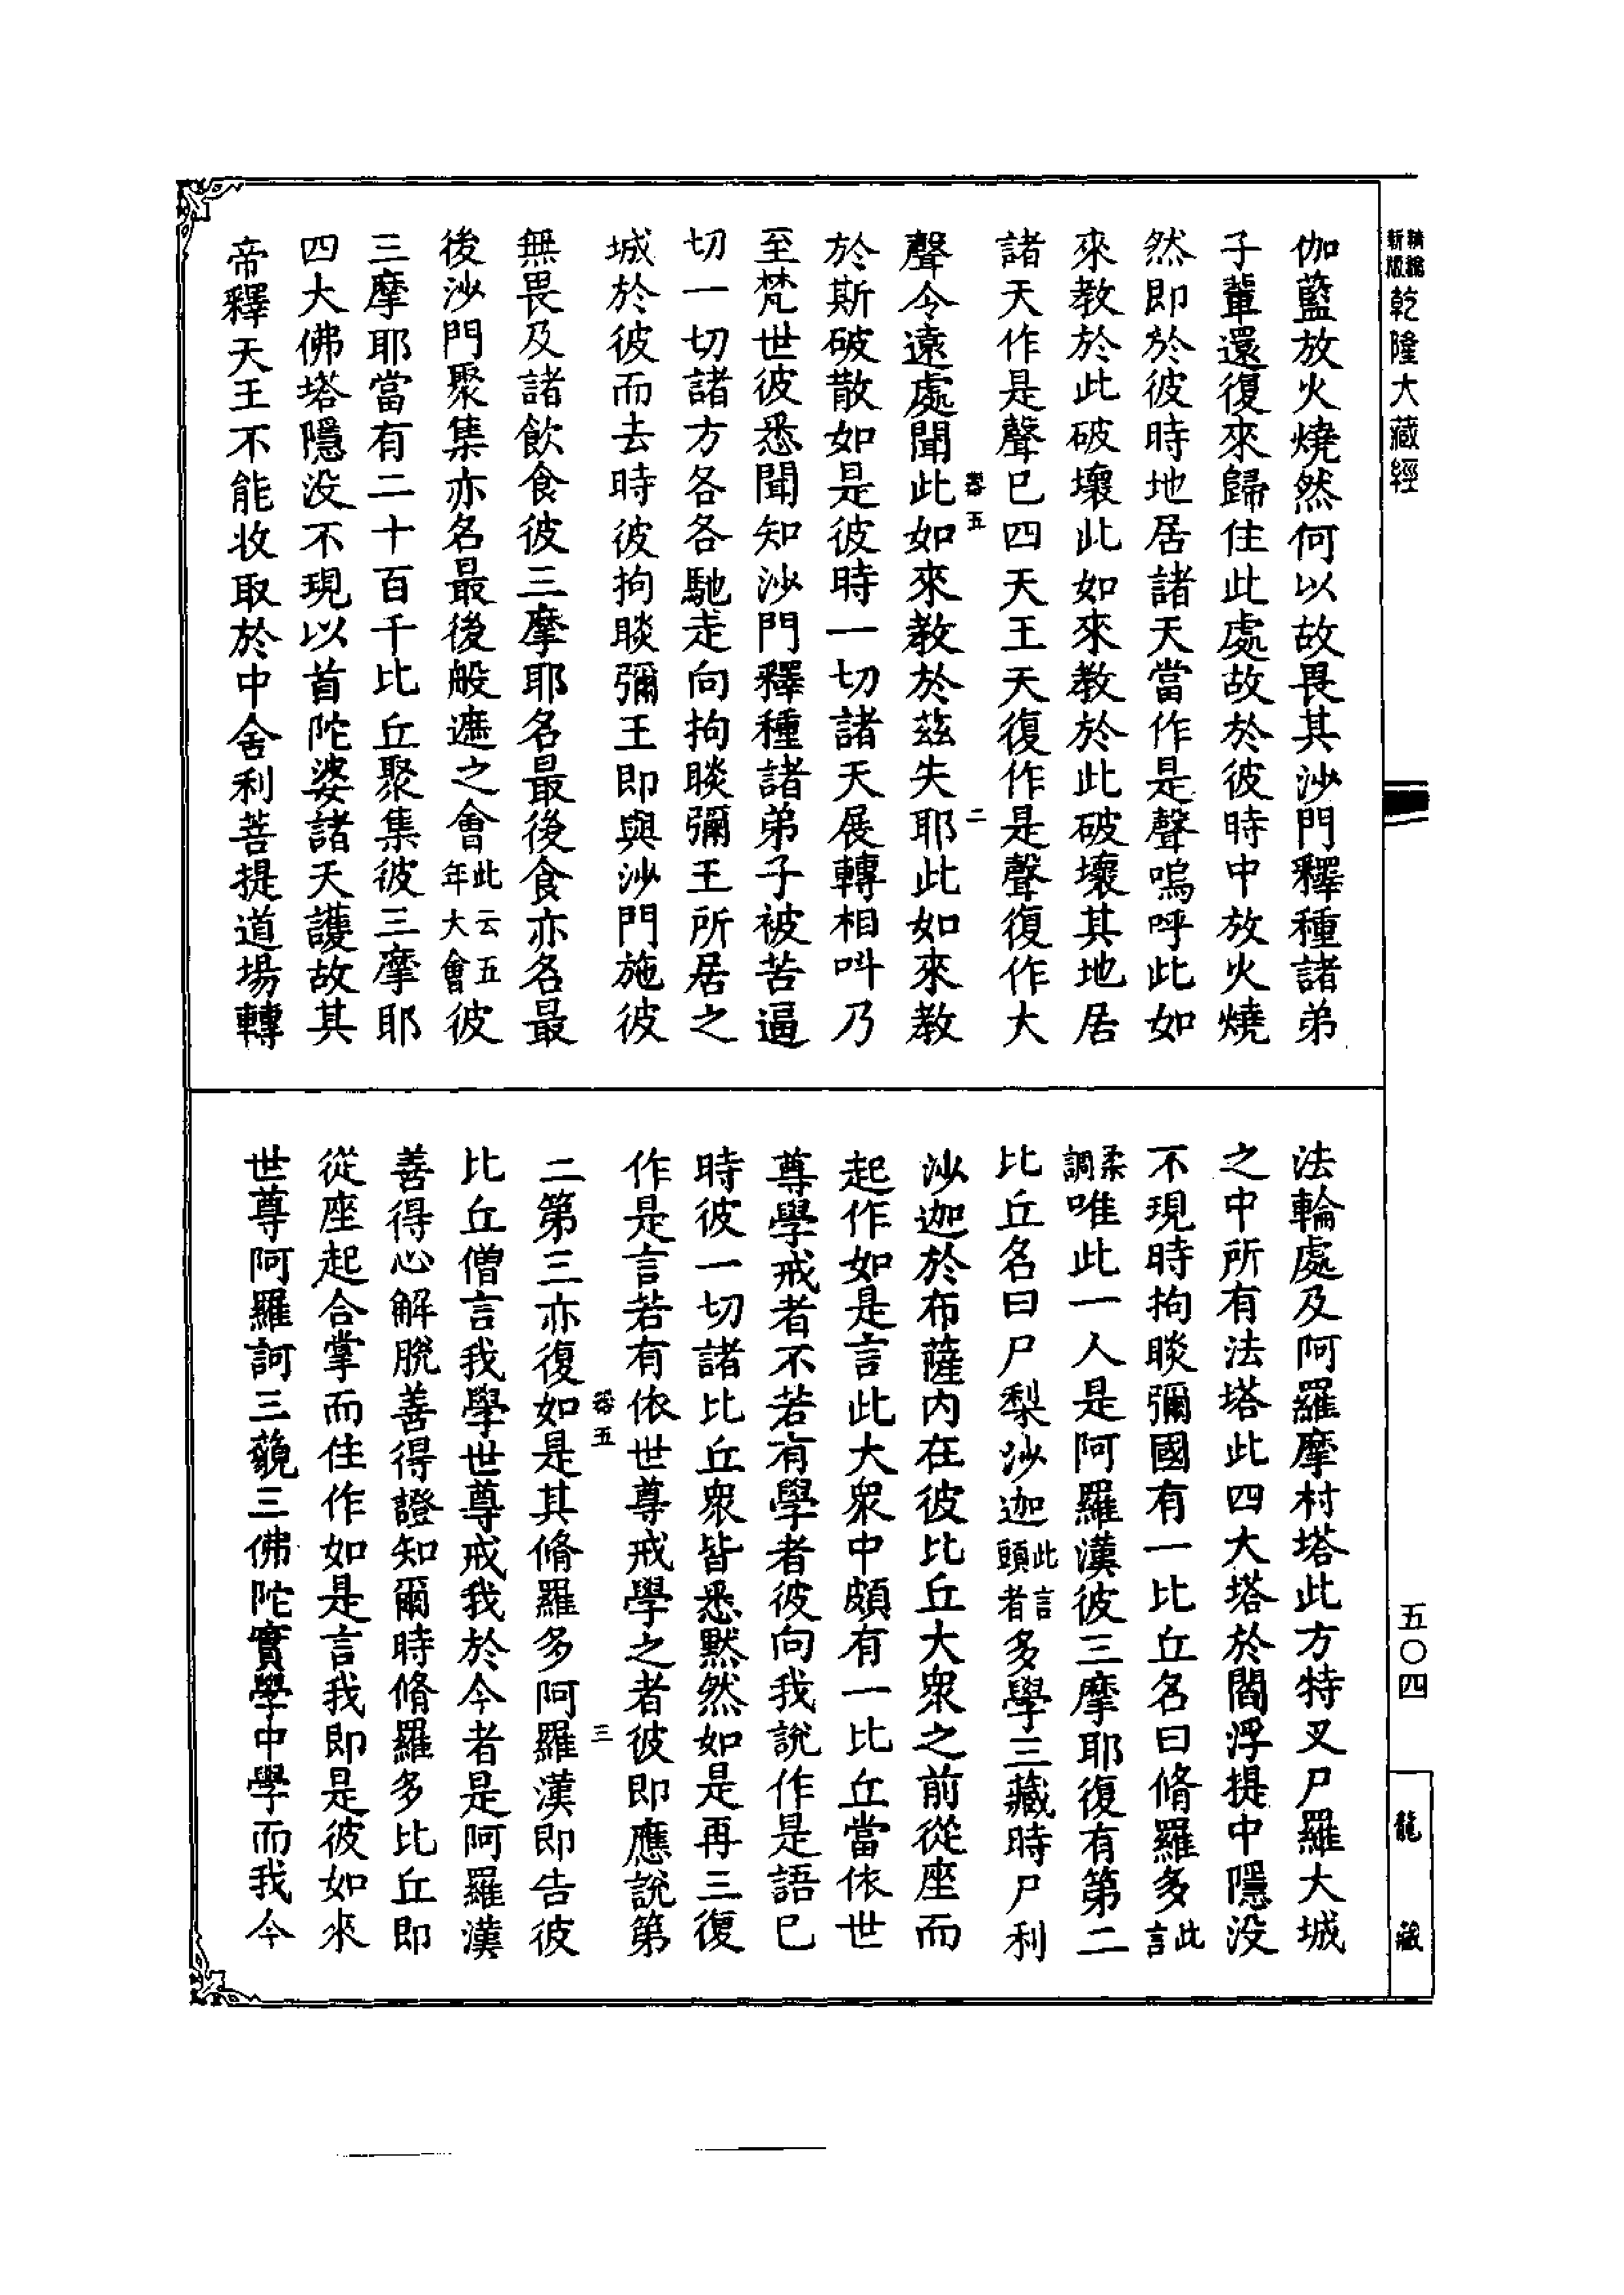 精縮新版乾隆大藏經
伽藍放火燒然何以故畏其沙門釋種諸弟
子輩還復來歸住此處故於彼時中放火燒
然即於彼時地居諸天當作是聲嗚呼此如
來教於此破壞此如來教於此破壞其地居
諸天作是聲已四天王天復作是聲復作大
器五 二
聲令遠處聞此如來教於茲失耶此如來教
於斯破散如是彼時一切諸天展轉相叫乃
至梵世彼悉聞知沙門釋種諸弟子被苦逼
切一切諸方各各馳走向拘睒彌王所居之
城於彼而去時彼拘睒彌王即與沙門施彼
無畏及諸飲食彼三摩耶名最後食亦名最
後沙門聚集亦名最後般遮之會此云五年大會彼
三摩耶當有二十百千比丘聚集彼三摩耶
四大佛塔隱没不現以首陀婆諸天護故其
帝釋天王不能收取於中舍利菩提道場轉
法輪處及阿羅摩村塔此方特叉尸羅大城
之中所有法塔此四大塔於閻浮提中隱没
不現時拘睒彌國有一比丘名曰脩羅多此言
柔調唯此一人是阿羅漢彼三摩耶復有第二
比丘名曰尸梨沙迦此言頭者多學三藏時尸利
沙迦於布薩內在彼比丘大衆之前從座而
起作如是言此大衆中頗有一比丘當依世
尊學戒者不若有學者彼向我說作是語已
時彼一切諸比丘衆皆悉默然如是再三復
作是言若有依世尊戒學之者彼即應說第
器五 三
二第三亦復如是其脩羅多阿羅漢即告彼
比丘僧言我學世尊戒我於今者是阿羅漢
善得心解脫善得證知爾時脩羅多比丘即
從座起合掌而住作如是言我即是彼如來
世尊阿羅訶三藐三佛陀實學中學而我今
五〇四
龍藏